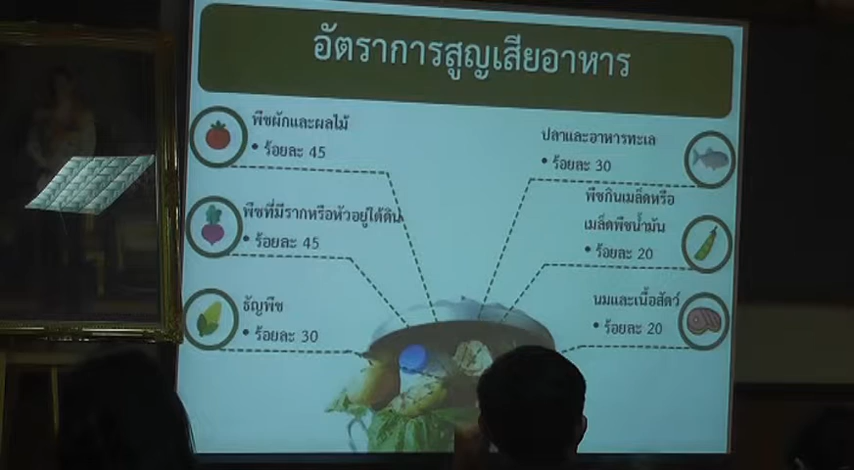 อัตราการสูญเสียอาหาร
พืชผักและผลไม้
• ร้อยละ 45
พืชที่มีรากหรือหัวอยู่ใต้ดิน
• ร้อยละ 45
ธัญพืช
• ร้อยละ 30
ปลาและอาหารทะเล
• ร้อยละ 30
พืชกินเมล็ดหรือ
เมล็ดพืชน้ำมัน
• ร้อยละ 20
นมและเนื้อสัตว์
• ร้อยละ 20